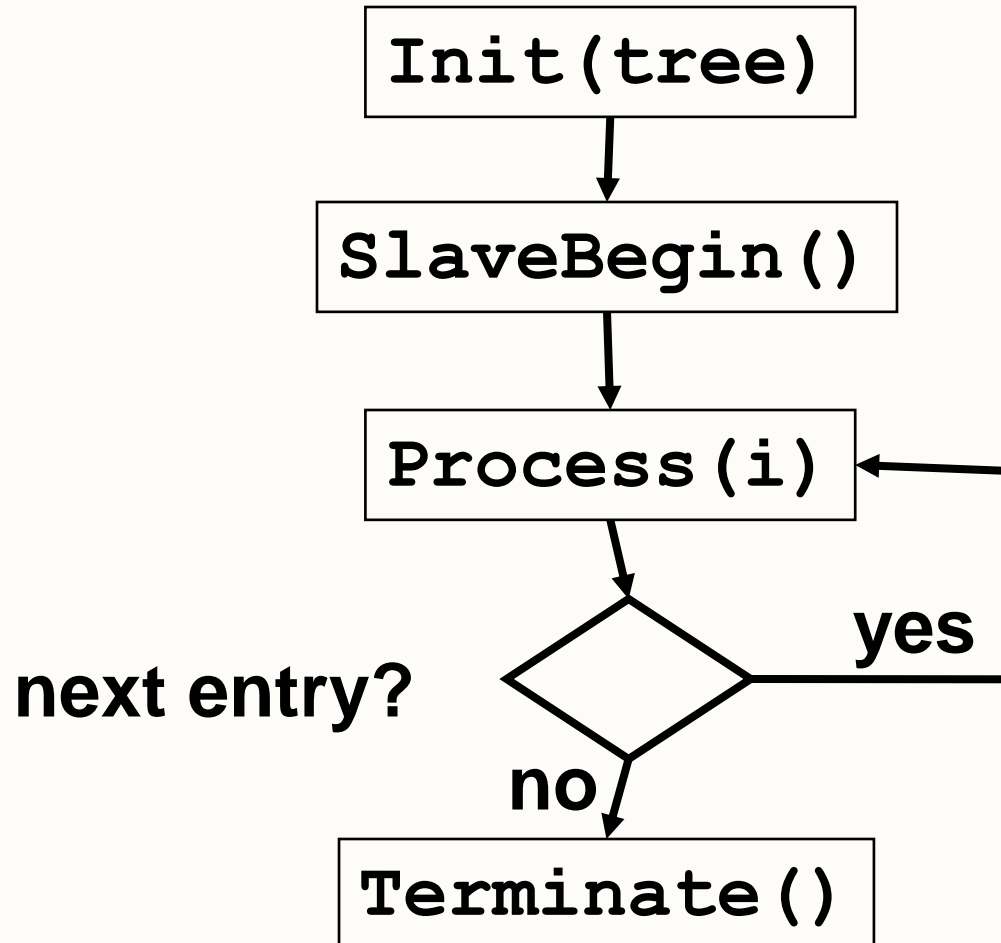 Init(tree)
SlaveBegin()
Process(i)
yes
next entry?
no
Terminate()